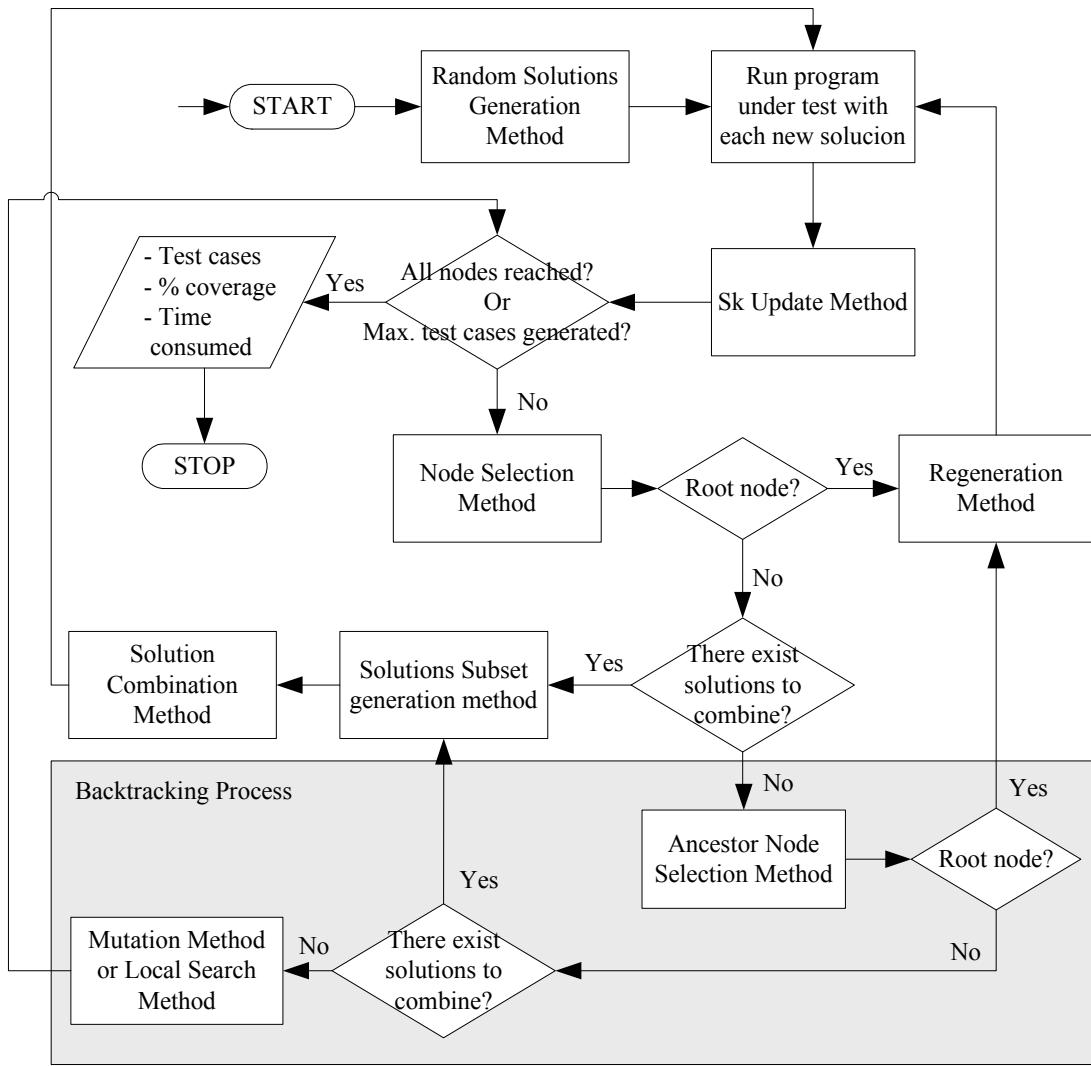 START
Random Solutions
Generation
Method
Run program
under test with
each new solucion
- Test cases
- % coverage
- Time
consumed
Yes
All nodes reached?
Or
Max. test cases generated?
Sk Update Method
No
STOP
Node Selection
Method
Root node?
Yes
Regeneration
Method
No
Solution
Combination
Method
Solutions Subset
generation method
Yes
There exist
solutions to
combine?
Backtracking Process
No
Yes
Ancestor Node
Selection Method
Root node?
Yes
Mutation Method
or Local Search
Method
No
There exist
solutions to
combine?
No